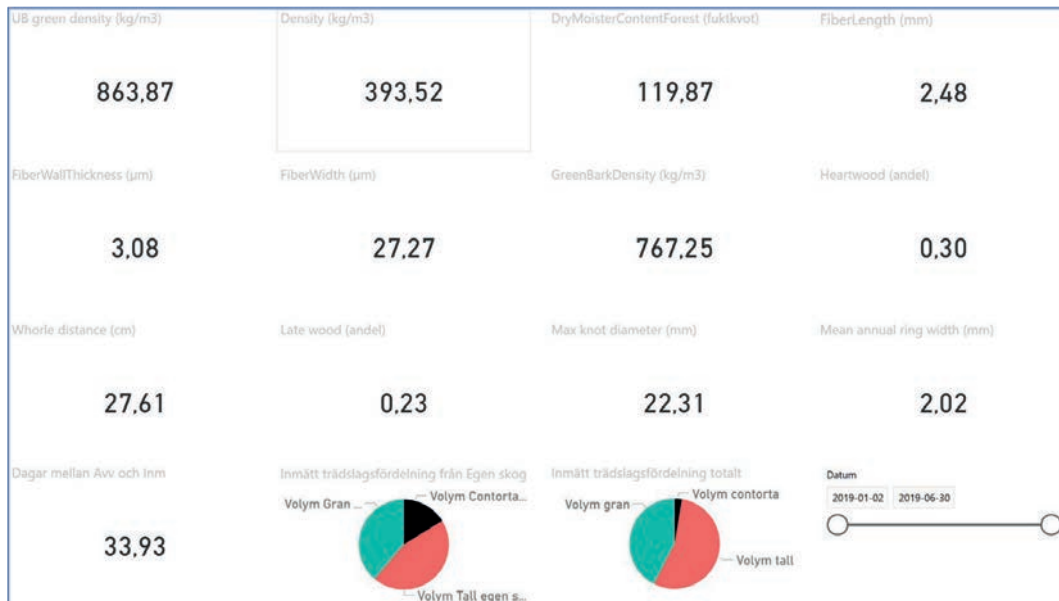 UB green density (kg/m3)
Density (kg/m3)
DryMoisterContentForest (fuktkvot)
FiberLength (mm)
863,87
393,52
119,87
2,48
FiberWallThickness (µm)
FiberWidth (µm)
GreenBarkDensity (kg/m3)
Heartwood (andel)
3,08
27,27
767,25
0,30
Whorle distance (cm)
Late wood (andel)
Max knot diameter (mm)
Mean annual ring width (mm)
27,61
0,23
22,31
2,02
Dagar mellan Avv och Inm
33,93
Inmätt trädslagsfördelning från Egen skog
Volym Gran ...
Volym Contorta...
Volym Tall egen s...
Inmätt trädslagsfördelning totalt
Volym gran
Volym contorta
Volym tall
Datum
2019-01-02
2019-06-30